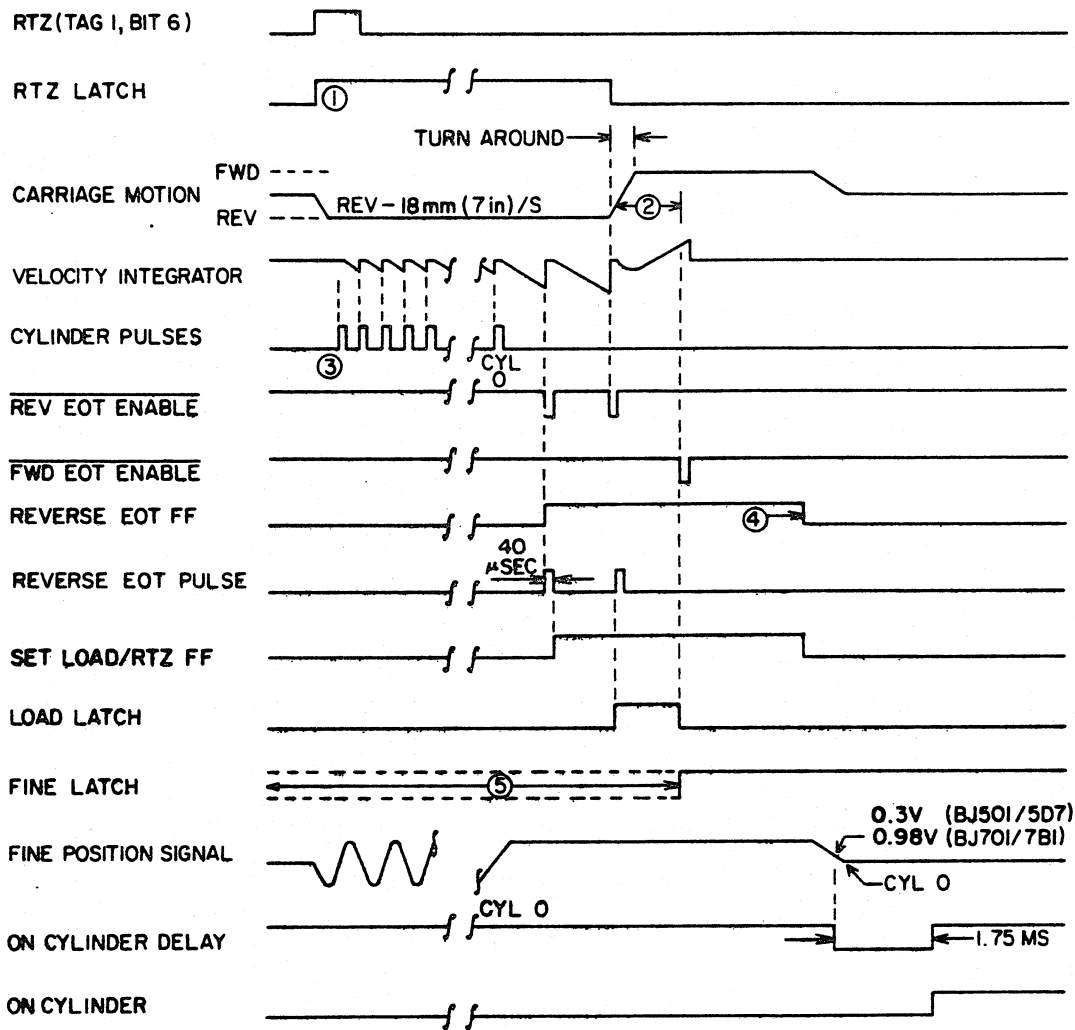 RTZ (TAG 1, BIT 6)
RTZ LATCH
①
TURN AROUND
FWD
CARRIAGE MOTION
REV
REV-18mm (7 in)/S
②
VELOCITY INTEGRATOR
CYLINDER PULSES
③
CYL
0
REV EOT ENABLE
FWD EOT ENABLE
REVERSE EOT FF
④
40
μSEC
REVERSE EOT PULSE
SET LOAD/RTZ FF
LOAD LATCH
FINE LATCH
⑤
0.3V (BJ501/5D7)
0.98V (BJ701/7B1)
FINE POSITION SIGNAL
CYL 0
CYL 0
ON CYLINDER DELAY
1.75 MS
ON CYLINDER